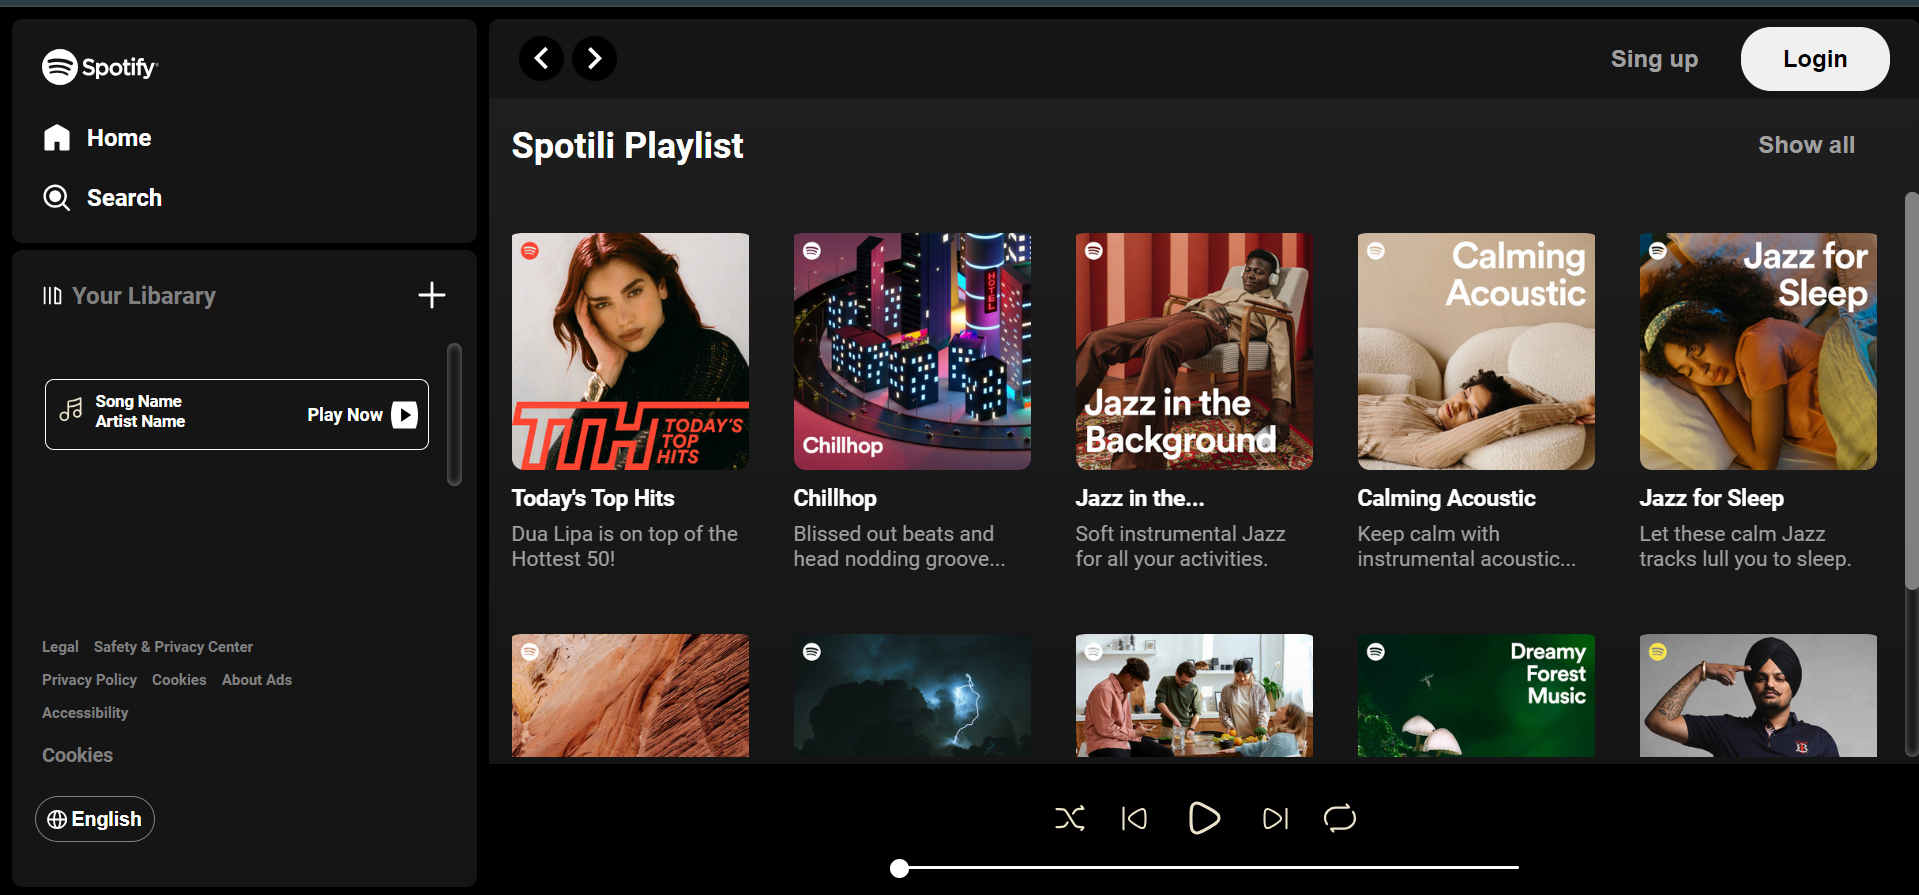 Spotify
Home
Search
Your Libarary
Song Name
Artist Name
Play Now
Legal Safety & Privacy Center
Privacy Policy Cookies About Ads
Accessibility
Cookies
English
Sing up
Login
Spotili Playlist
Show all
TTH TODAY'S
TOP
HITS
Today's Top Hits
Dua Lipa is on top of the
Hottest 50!
HOTEL
Chillhop
Chillhop
Blissed out beats and
head nodding groove...
Jazz in the
Background
Jazz in the...
Soft instrumental Jazz
for all your activities.
Calming
Acoustic
Calming Acoustic
Keep calm with
instrumental acoustic...
Jazz for
Sleep
Jazz for Sleep
Let these calm Jazz
tracks lull you to sleep.
Dreamy
Forest
Music